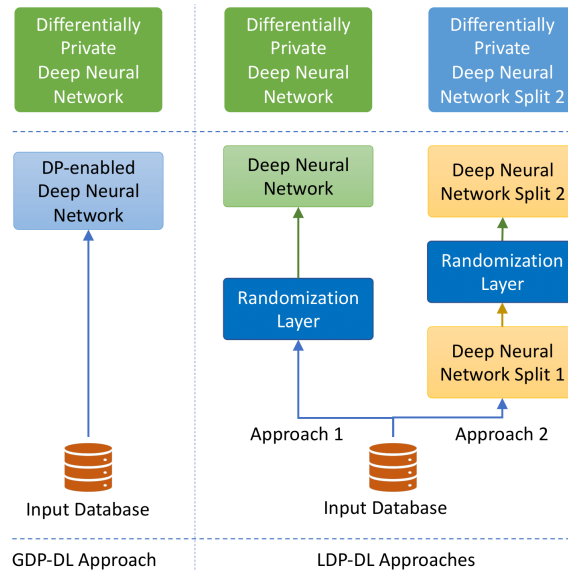 Differentially
Private
Deep Neural
Network
Differentially
Private
Deep Neural
Network
Differentially
Private
Deep Neural
Network Split 2
DP-enabled
Deep Neural
Network
Deep Neural
Network
Deep Neural
Network Split 2
Randomization
Layer
Randomization
Layer
Deep Neural
Network Split 1
Approach 1
Approach 2
Input Database
Input Database
GDP-DL Approach
LDP-DL Approaches